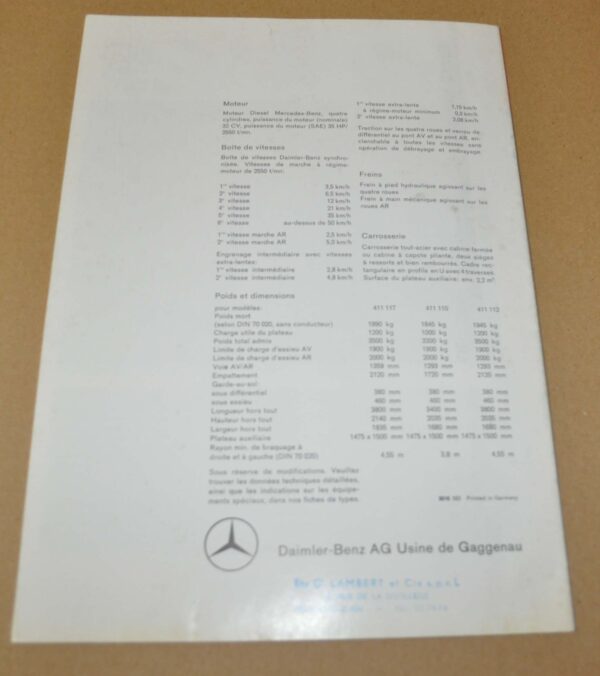 Moteur
Moteur Diesel Mercedes-Benz, quatre
cylindres, puissance du moteur (nominale)
32 CV, puissance du moteur (SAE) 36 HP/
2550 t/mn.
Boîte de vitesses
Boîte de vitesses Daimler-Benz synchro-
nisée. Vitesses de marche à régime-
moteur de 2550 t/mn:
1re vitesse 3,5 km/h
2e vitesse 6,5 km/h
3e vitesse 12 km/h
4e vitesse 21 km/h
5e vitesse 35 km/h
6e vitesse au-dessus de 50 km/h
1re vitesse marche AR 2,5 km/h
2e vitesse marche AR 5,0 km/h
Engrenage intermédiaire avec vitesses
extra-lentes:
1re vitesse intermédiaire 2,8 km/h
2e vitesse intermédiaire 4,8 km/h
1re vitesse extra-lente 1,15 km/h
à régime-moteur minimum 0,3 km/h
2e vitesse extra-lente 2,08 km/h
Traction sur les quatre roues et verrou de
différentiel au pont AV et au pont AR, en-
clenchable à toutes les vitesses sans
opération de débrayage et embrayage
Freins
Frein à pied hydraulique agissant sur les
quatre roues.
Frein à main mécanique agissant sur les
roues AR
Carrosserie
Carrosserie tout-acier avec cabine fermée
ou cabine à capote pliante, deux sièges
à ressorts et bien rembourrés. Cadre rec-
tangulaire en profilé en U avec 4 traverses.
Surface du plateau auxiliaire: env. 2,2 m²
Poids et dimensions
pour modèles: 411 117 411 110 411 112
Poids mort
(selon DIN 70 020, sans conducteur) 1990 kg 1840 kg 1945 kg
Charge utile du plateau 1200 kg 1000 kg 1200 kg
Poids total admis 3500 kg 3200 kg 3500 kg
Limite de charge d'essieu AV 1900 kg 1900 kg 1900 kg
Limite de charge d'essieu AR 2000 kg 2000 kg 2000 kg
Voie AV/AR 1359 mm 1293 mm 1293 mm
Empattement 2120 mm 1720 mm 2120 mm
Garde-au-sol
sous différentiel 380 mm 380 mm 380 mm
sous essieu 460 mm 460 mm 460 mm
Longueur hors tout 3800 mm 3400 mm 3800 mm
Hauteur hors tout 2140 mm 2035 mm 2035 mm
Largeur hors tout 1835 mm 1680 mm 1680 mm
Plateau auxiliaire 1475 x 1500 mm 1475 x 1500 mm 1475 x 1500 mm
Rayon min. de braquage à
droite et à gauche (DIN 70 020) 4,55 m 3,8 m 4,55 m
Sous réserve de modifications. Veuillez
trouver les données techniques détaillées,
ainsi que les indications sur les équipe-
ments spéciaux, dans nos fiches de types.
Printed in Germany
Daimler-Benz AG Usine de Gaggenau
LAMBERT et Cie s.p.r.l.
RUE DE LA